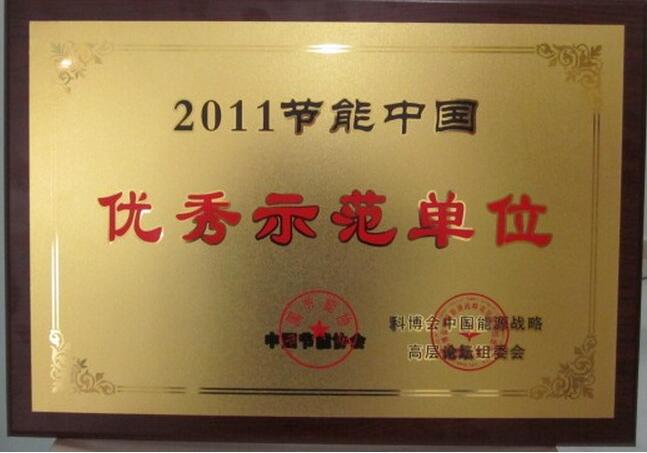 2011节能中国
优秀示范单位
中国节能协会
科博会中国能源战略
高层论坛组委会